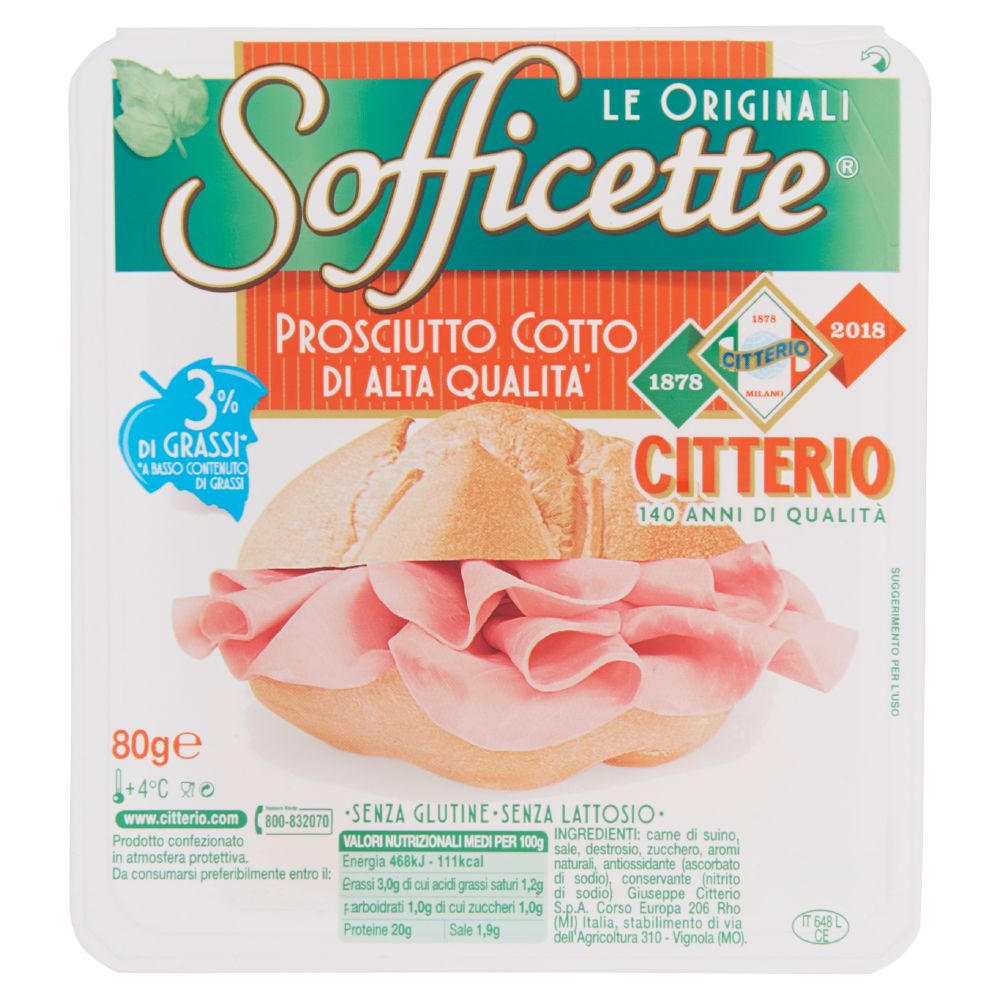 LE ORIGINALI
Sofficette®
PROSCIUTTO COTTO
DI ALTA QUALITA'
1878
1878
CITTERIO
MILANO
2018
CITTERIO
140 ANNI DI QUALITÀ
3%
DI GRASSI*
*A BASSO CONTENUTO
DI GRASSI
SUGGERIMENTO PER L'USO
80g℮
+4°C
www.citterio.com
Numero Verde
800-832070
Prodotto confezionato
in atmosfera protettiva.
Da consumarsi preferibilmente entro il:
•SENZA GLUTINE•SENZA LATTOSIO•
VALORI NUTRIZIONALI MEDI PER 100g
Energia 468kJ - 111kcal
Grassi 3,0g di cui acidi grassi saturi 1,2g
arboidrati 1,0g di cui zuccheri 1,0g
Proteine 20g Sale 1,9g
INGREDIENTI: carne di suino,
sale, destrosio, zucchero, aromi
naturali, antiossidante (ascorbato
di sodio), conservante (nitrito
di sodio) Giuseppe Citterio
S.p.A. Corso Europa 206 Rho
(MI) Italia, stabilimento di via
dell'Agricoltura 310 - Vignola (MO).
IT 648 L
CE